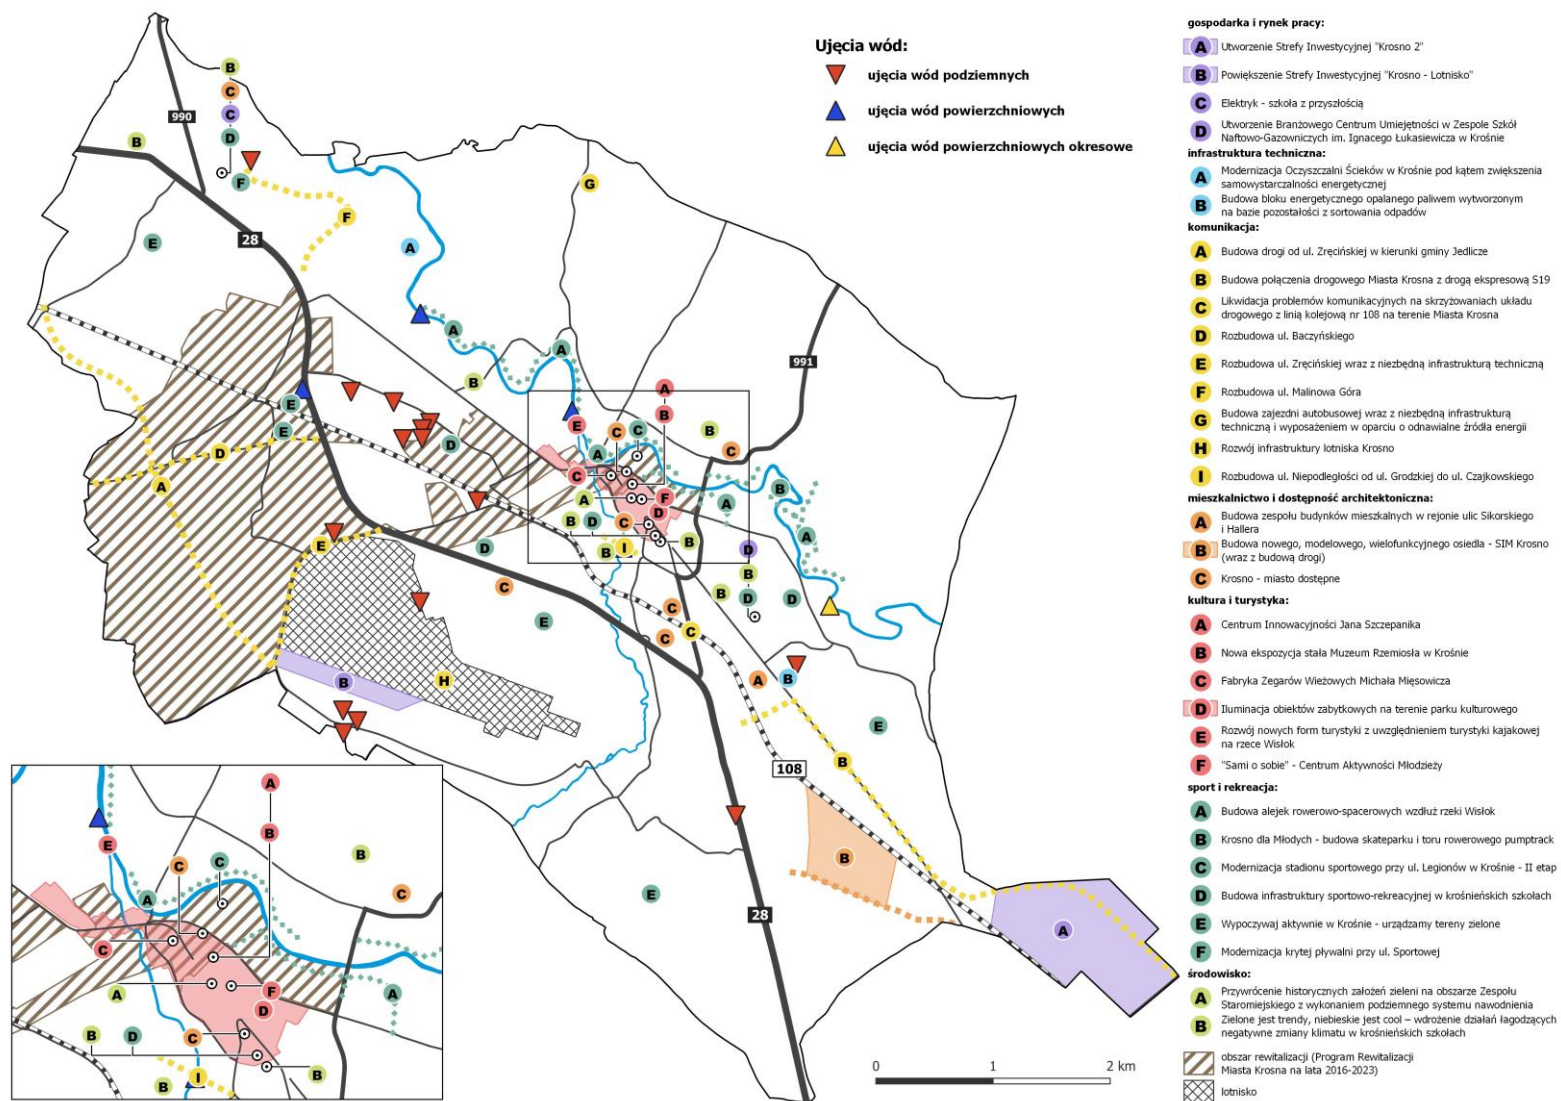 Ujęcia wód:
ujęcia wód podziemnych
ujęcia wód powierzchniowych
ujęcia wód powierzchniowych okresowe
gospodarka i rynek pracy:
A Utworzenie Strefy Inwestycyjnej "Krosno 2"
B Powiększenie Strefy Inwestycyjnej "Krosno - Lotnisko"
C Elektryk - szkoła z przyszłością
D Utworzenie Branżowego Centrum Umiejętności w Zespole Szkół
Naftowo-Gazowniczych im. Ignacego Łukasiewicza w Krośnie
infrastruktura techniczna:
A Modernizacja Oczyszczalni Ścieków w Krośnie pod kątem zwiększenia
samowystarczalności energetycznej
B Budowa bloku energetycznego opalanego paliwem wytworzonym
na bazie pozostałości z sortowania odpadów
komunikacja:
A Budowa drogi od ul. Zręcińskiej w kierunki gminy Jedlicze
B Budowa połączenia drogowego Miasta Krosna z drogą ekspresową S19
C Likwidacja problemów komunikacyjnych na skrzyżowaniach układu
drogowego z linią kolejową nr 108 na terenie Miasta Krosna
D Rozbudowa ul. Baczyńskiego
E Rozbudowa ul. Zręcińskiej wraz z niezbędną infrastrukturą techniczną
F Rozbudowa ul. Malinowa Góra
G Budowa zajezdni autobusowej wraz z niezbędną infrastrukturą
techniczną i wyposażeniem w oparciu o odnawialne źródła energii
H Rozwój infrastruktury lotniska Krosno
I Rozbudowa ul. Niepodległości od ul. Grodzkiej do ul. Czajkowskiego
mieszkalnictwo i dostępność architektoniczna:
A Budowa zespołu budynków mieszkalnych w rejonie ulic Sikorskiego
i Hallera
B Budowa nowego, modelowego, wielofunkcyjnego osiedla - SIM Krosno
(wraz z budową drogi)
C Krosno - miasto dostępne
kultura i turystyka:
A Centrum Innowacyjności Jana Szczepanika
B Nowa ekspozycja stała Muzeum Rzemiosła w Krośnie
C Fabryka Zegarów Wieżowych Michała Mięsowicza
D Iluminacja obiektów zabytkowych na terenie parku kulturowego
E Rozwój nowych form turystyki z uwzględnieniem turystyki kajakowej
na rzece Wisłok
F "Sami o sobie" - Centrum Aktywności Młodzieży
sport i rekreacja:
A Budowa alejek rowerowo-spacerowych wzdłuż rzeki Wisłok
B Krosno dla Młodych - budowa skateparku i toru rowerowego pumptrack
C Modernizacja stadionu sportowego przy ul. Legionów w Krośnie - II etap
D Budowa infrastruktury sportowo-rekreacyjnej w krośnieńskich szkołach
E Wypoczywaj aktywnie w Krośnie - urządzamy tereny zielone
F Modernizacja krytej pływalni przy ul. Sportowej
środowisko:
A Przywrócenie historycznych założeń zieleni na obszarze Zespołu
Staromiejskiego z wykonaniem podziemnego systemu nawodnienia
B Zielone jest trendy, niebieskie jest cool – wdrożenie działań łagodzących
negatywne zmiany klimatu w krośnieńskich szkołach
obszar rewitalizacji (Program Rewitalizacji
Miasta Krosna na lata 2016-2023)
lotnisko
990
28
991
108
28
0 1 2 km
B
C
C
D
F
B
F
G
E
A
A
A
B
A
B
B
C
E
C
C
A
E
E
D
D
A
C
A
F
D
B
D
C
I
B
B
A
B
A
D
B
D
B
D
E
D
C
E
C
C
C
B
H
A
B
E
B
B
E
A
A
B
E
C
C
B
C
A
C
A
F
D
A
B
D
C
I
B
B